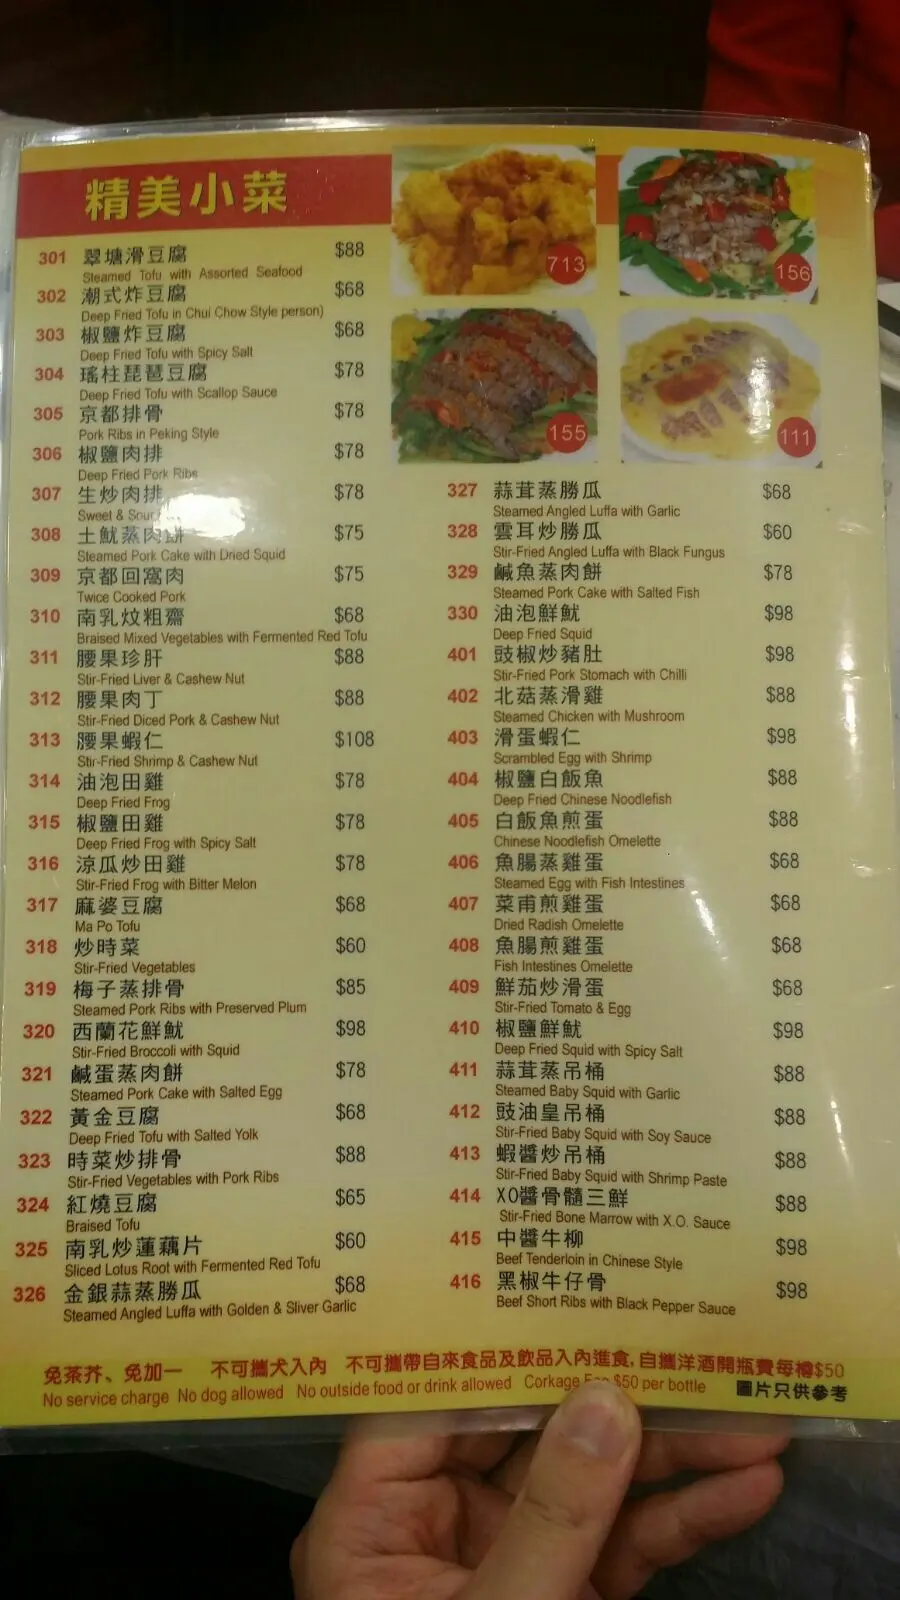 精美小菜
713
156
155
111
301 翠塘滑豆腐 $88
Steamed Tofu with Assorted Seafood
302 潮式炸豆腐 $68
Deep Fried Tofu in Chui Chow Style person)
303 椒鹽炸豆腐 $68
Deep Fried Tofu with Spicy Salt
304 瑤柱琵琶豆腐 $78
Deep Fried Tofu with Scallop Sauce
305 京都排骨 $78
Pork Ribs in Peking Style
306 椒鹽肉排 $78
Deep Fried Pork Ribs
307 生炒肉排 $78
Sweet & Sour
308 土魷蒸肉餅 $75
Steamed Pork Cake with Dried Squid
309 京都回窩肉 $75
Twice Cooked Pork
310 南乳炆粗齋 $68
Braised Mixed Vegetables with Fermented Red Tofu
311 腰果珍肝 $88
Stir-Fried Liver & Cashew Nut
312 腰果肉丁 $88
Stir-Fried Diced Pork & Cashew Nut
313 腰果蝦仁 $108
Stir-Fried Shrimp & Cashew Nut
314 油泡田雞 $78
Deep Fried Frog
315 椒鹽田雞 $78
Deep Fried Frog with Spicy Salt
316 涼瓜炒田雞 $78
Stir-Fried Frog with Bitter Melon
317 麻婆豆腐 $68
Ma Po Tofu
318 炒時菜 $60
Stir-Fried Vegetables
319 梅子蒸排骨 $85
Steamed Pork Ribs with Preserved Plum
320 西蘭花鮮魷 $98
Stir-Fried Broccoli with Squid
321 鹹蛋蒸肉餅 $78
Steamed Pork Cake with Salted Egg
322 黃金豆腐 $68
Deep Fried Tofu with Salted Yolk
323 時菜炒排骨 $88
Stir-Fried Vegetables with Pork Ribs
324 紅燒豆腐 $65
Braised Tofu
325 南乳炒蓮藕片 $60
Sliced Lotus Root with Fermented Red Tofu
326 金銀蒜蒸勝瓜 $68
Steamed Angled Luffa with Golden & Sliver Garlic
327 蒜茸蒸勝瓜 $68
Steamed Angled Luffa with Garlic
328 雲耳炒勝瓜 $60
Stir-Fried Angled Luffa with Black Fungus
329 鹹魚蒸肉餅 $78
Steamed Pork Cake with Salted Fish
330 油泡鮮魷 $98
Deep Fried Squid
401 豉椒炒豬肚 $98
Stir-Fried Pork Stomach with Chilli
402 北菇蒸滑雞 $88
Steamed Chicken with Mushroom
403 滑蛋蝦仁 $98
Scrambled Egg with Shrimp
404 椒鹽白飯魚 $88
Deep Fried Chinese Noodlefish
405 白飯魚煎蛋 $88
Chinese Noodlefish Omelette
406 魚腸蒸雞蛋 $68
Steamed Egg with Fish Intestines
407 菜甫煎雞蛋 $68
Dried Radish Omelette
408 魚腸煎雞蛋 $68
Fish Intestines Omelette
409 鮮茄炒滑蛋 $68
Stir-Fried Tomato & Egg
410 椒鹽鮮魷 $98
Deep Fried Squid with Spicy Salt
411 蒜茸蒸吊桶 $88
Steamed Baby Squid with Garlic
412 豉油皇吊桶 $88
Stir-Fried Baby Squid with Soy Sauce
413 蝦醬炒吊桶 $88
Stir-Fried Baby Squid with Shrimp Paste
414 XO醬骨髓三鮮 $88
Stir-Fried Bone Marrow with X.O. Sauce
415 中醬牛柳 $98
Beef Tenderloin in Chinese Style
416 黑椒牛仔骨 $98
Beef Short Ribs with Black Pepper Sauce
免茶芥、免加一 不可攜犬入內 不可攜帶自來食品及飲品入內進食,自攜洋酒開瓶費每樽$50
No service charge No dog allowed No outside food or drink allowed Corkage Fee $50 per bottle 圖片只供參考